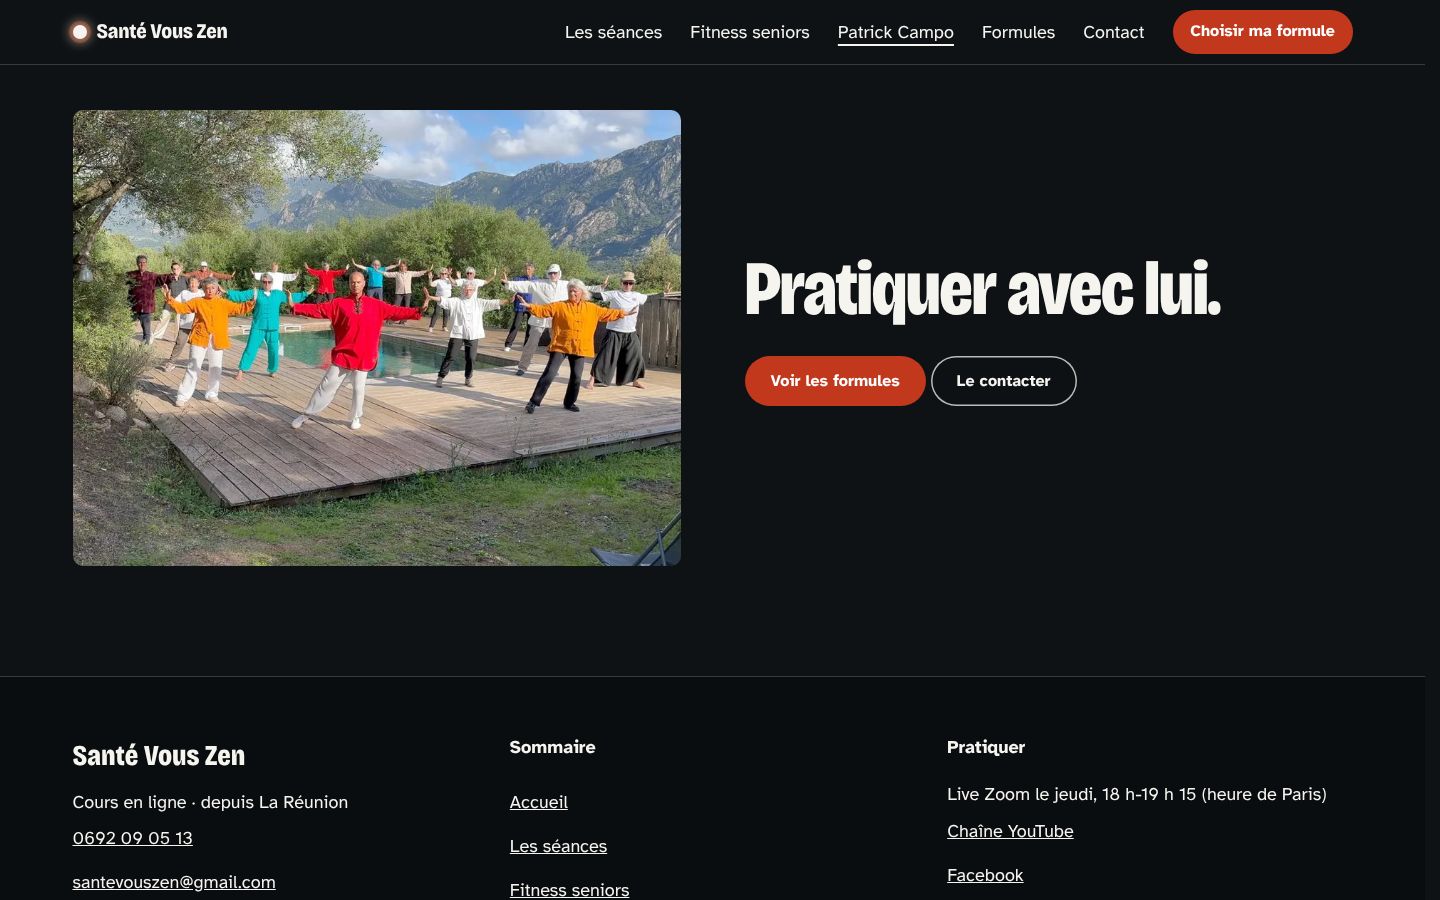 Santé Vous Zen
Les séances
Fitness seniors
Patrick Campo
Formules
Contact
Choisir ma formule
Pratiquer avec lui.
Voir les formules
Le contacter
Santé Vous Zen
Cours en ligne · depuis La Réunion
0692 09 05 13
santevouszen@gmail.com
Sommaire
Accueil
Les séances
Fitness seniors
Pratiquer
Live Zoom le jeudi, 18 h-19 h 15 (heure de Paris)
Chaîne YouTube
Facebook